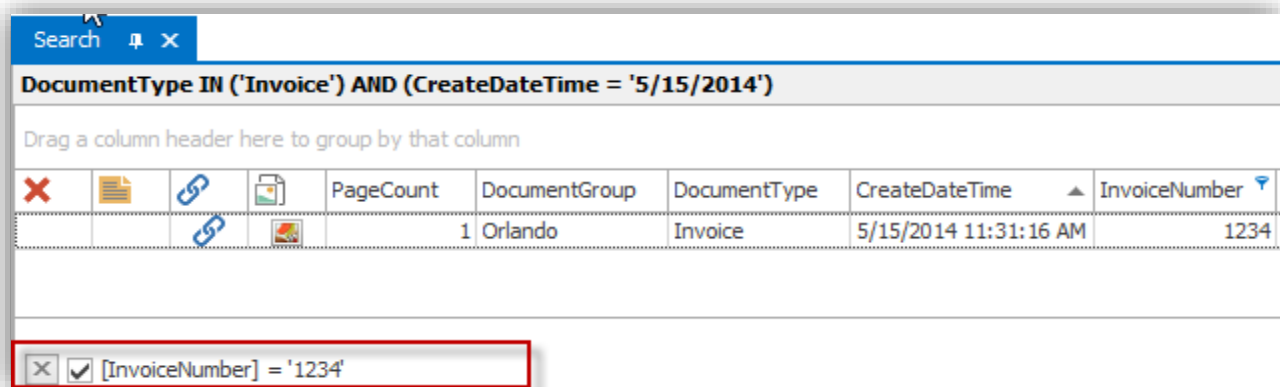 Search
DocumentType IN ('Invoice') AND (CreateDateTime = '5/15/2014')
Drag a column header here to group by that column
PageCount DocumentGroup DocumentType CreateDateTime InvoiceNumber
1 Orlando Invoice 5/15/2014 11:31:16 AM 1234
[InvoiceNumber] = '1234'